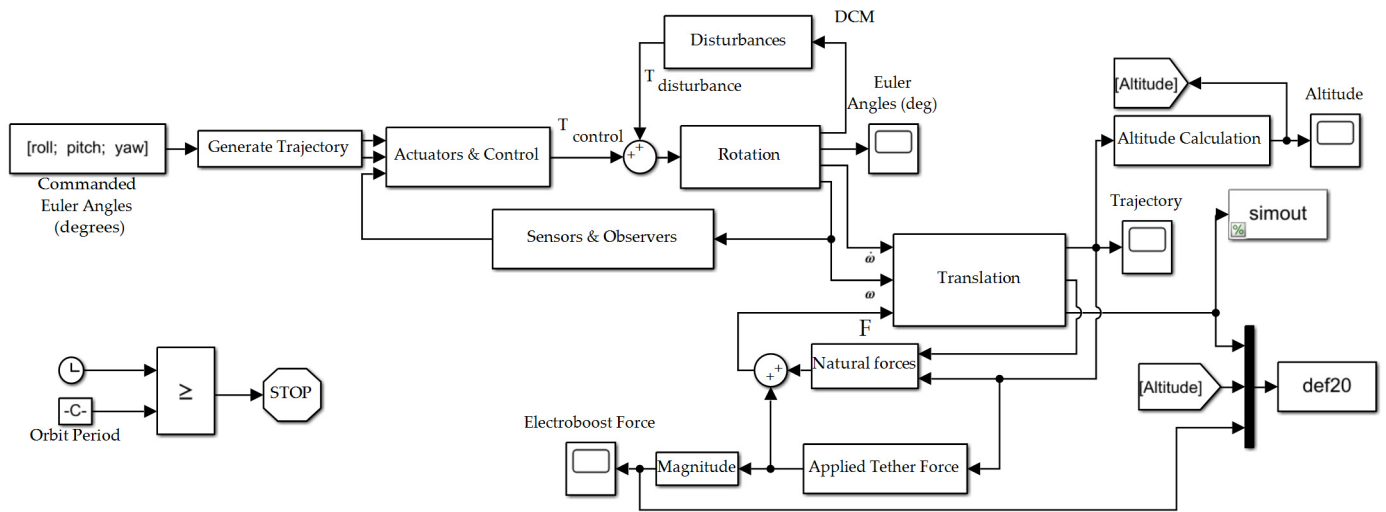 DCM
Disturbances
T disturbance
Euler
Angles (deg)
[Altitude]
Altitude
T control
Altitude Calculation
[roll; pitch; yaw]
Generate Trajectory
Actuators & Control
+
+
Rotation
Commanded
Euler Angles
(degrees)
Trajectory
simout
%
Sensors & Observers
ω̇
Translation
ω
F
Natural forces
+
+
≥
STOP
-C-
Orbit Period
[Altitude]
def20
Electroboost Force
Magnitude
Applied Tether Force